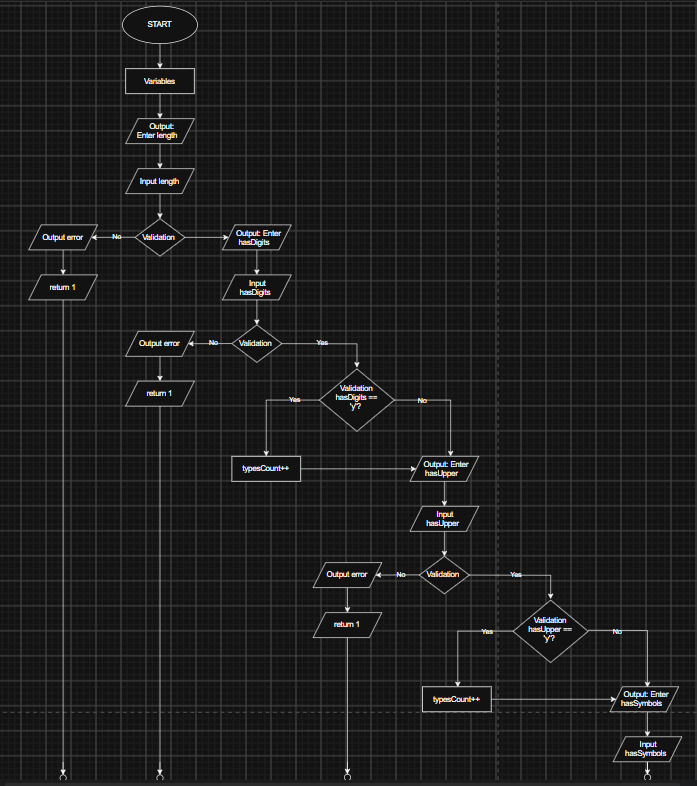 START
Variables
Output:
Enter length
Input length
Output error
No
Validation
Output: Enter
hasDigits
return 1
Input
hasDigits
Output error
No
Validation
Yes
return 1
Validation
hasDigits ==
'y'?
Yes
No
typesCount++
Output: Enter
hasUpper
Input
hasUpper
Output error
No
Validation
Yes
return 1
Validation
hasUpper ==
'y'?
Yes
No
typesCount++
Output: Enter
hasSymbols
Input
hasSymbols